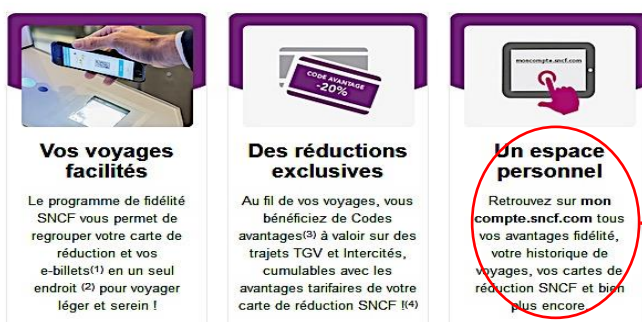 CODE AVANTAGE
-20%
moncompte.sncf.com
Vos voyages
facilités
Le programme de fidélité
SNCF vous permet de
regrouper votre carte de
réduction et vos
e-billets(1) en un seul
endroit (2) pour voyager
léger et serein !
Des réductions
exclusives
Au fil de vos voyages, vous
bénéficiez de Codes
avantages(3) à valoir sur des
trajets TGV et Intercités,
cumulables avec les
avantages tarifaires de votre
carte de réduction SNCF !(4)
Un espace
personnel
Retrouvez sur mon
compte.sncf.com tous
vos avantages fidélité,
votre historique de
voyages, vos cartes de
réduction SNCF et bien
plus encore.